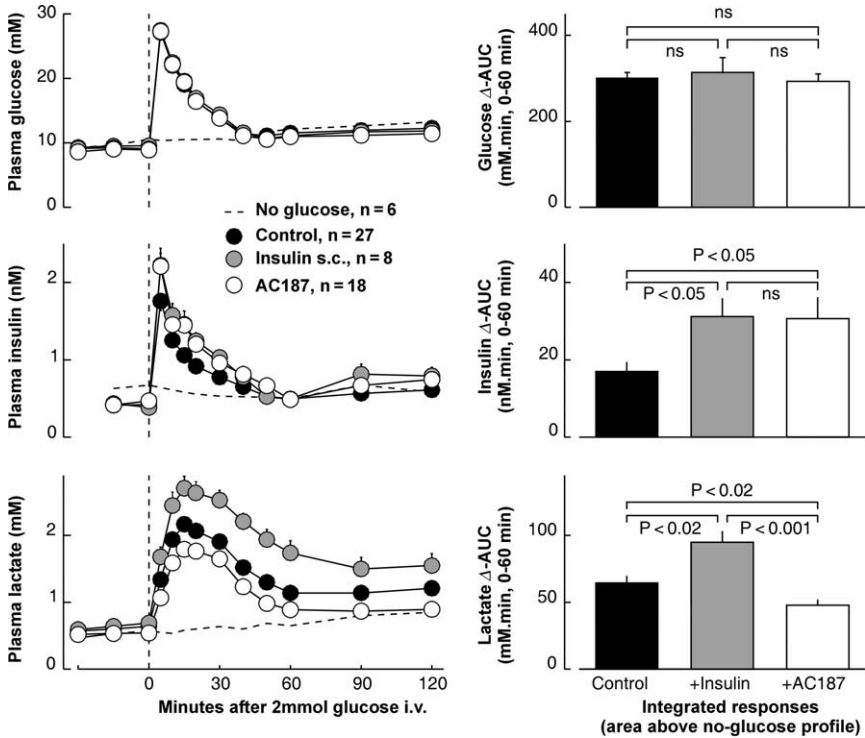 Plasma glucose (mM)
30
20
10
0
Plasma insulin (nM)
2
1
0
No glucose, n = 6
Control, n = 27
Insulin s.c., n = 8
AC187, n = 18
Plasma lactate (mM)
2
1
0
0
30
60
90
120
Minutes after 2mmol glucose i.v.
Glucose Δ-AUC
(mM.min, 0-60 min)
400
200
0
ns
ns
ns
Insulin Δ-AUC
(nM.min, 0-60 min)
40
20
0
P < 0.05
P < 0.05
ns
Lactate Δ-AUC
(mM.min, 0-60 min)
100
50
0
P < 0.02
P < 0.02
P < 0.001
Control
+Insulin
+AC187
Integrated responses
(area above no-glucose profile)